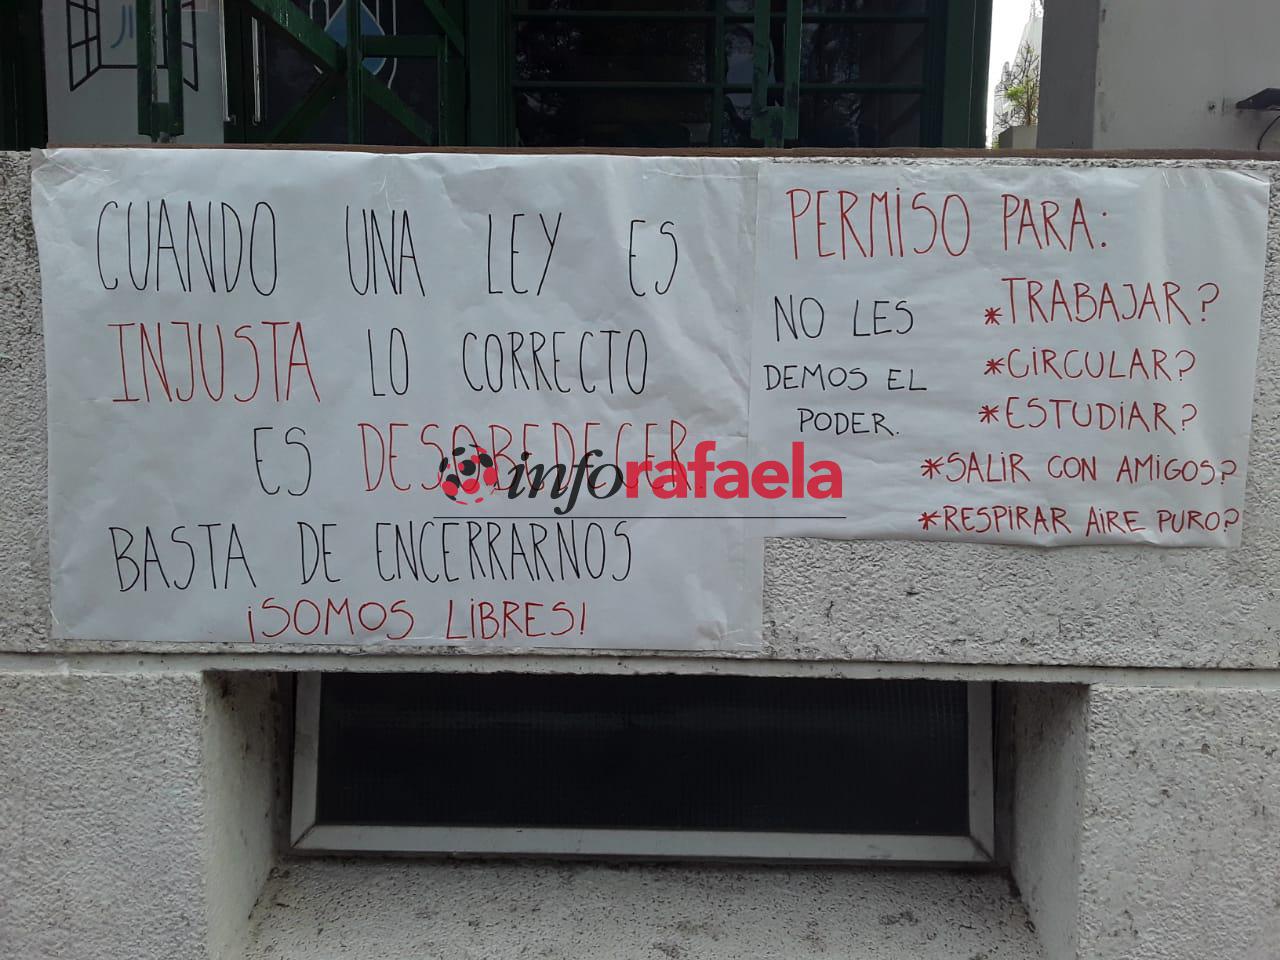 CUANDO UNA LEY ES
INJUSTA LO CORRECTO
ES DESOBEDECER
BASTA DE ENCERRARNOS
¡SOMOS LIBRES!
PERMISO PARA:
NO LES
DEMOS EL
PODER.
*TRABAJAR?
*CIRCULAR?
*ESTUDIAR?
*SALIR CON AMIGOS?
*RESPIRAR AIRE PURO?
inforafaela